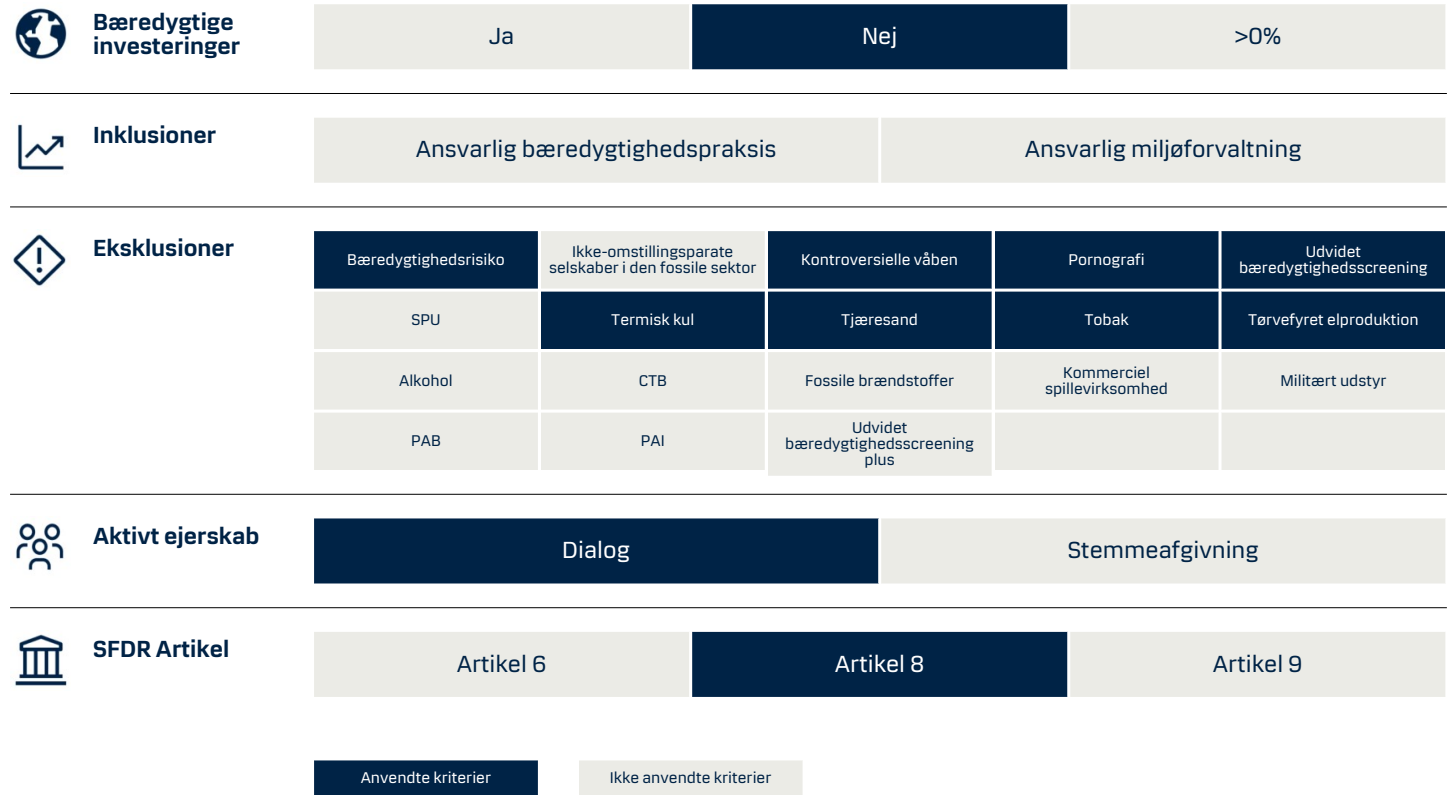 Bæredygtige
investeringer
Ja
Nej
>0%
Inklusioner
Ansvarlig bæredygtighedspraksis
Ansvarlig miljøforvaltning
Eksklusioner
Bæredygtighedsrisiko
Ikke-omstillingsparate
selskaber i den fossile sektor
Kontroversielle våben
Pornografi
Udvidet
bæredygtighedsscreening
SPU
Termisk kul
Tjæresand
Tobak
Tørvefyret elproduktion
Alkohol
CTB
Fossile brændstoffer
Kommerciel
spillevirksomhed
Militært udstyr
PAB
PAI
Udvidet
bæredygtighedsscreening
plus
Aktivt ejerskab
Dialog
Stemmeafgivning
SFDR Artikel
Artikel 6
Artikel 8
Artikel 9
Anvendte kriterier
Ikke anvendte kriterier